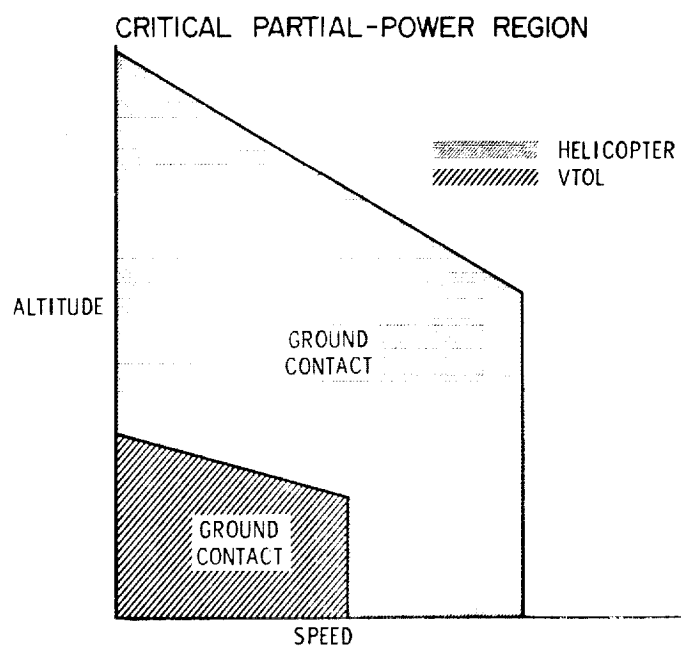 CRITICAL PARTIAL-POWER REGION
HELICOPTER
VTOL
ALTITUDE
GROUND
CONTACT
GROUND
CONTACT
SPEED